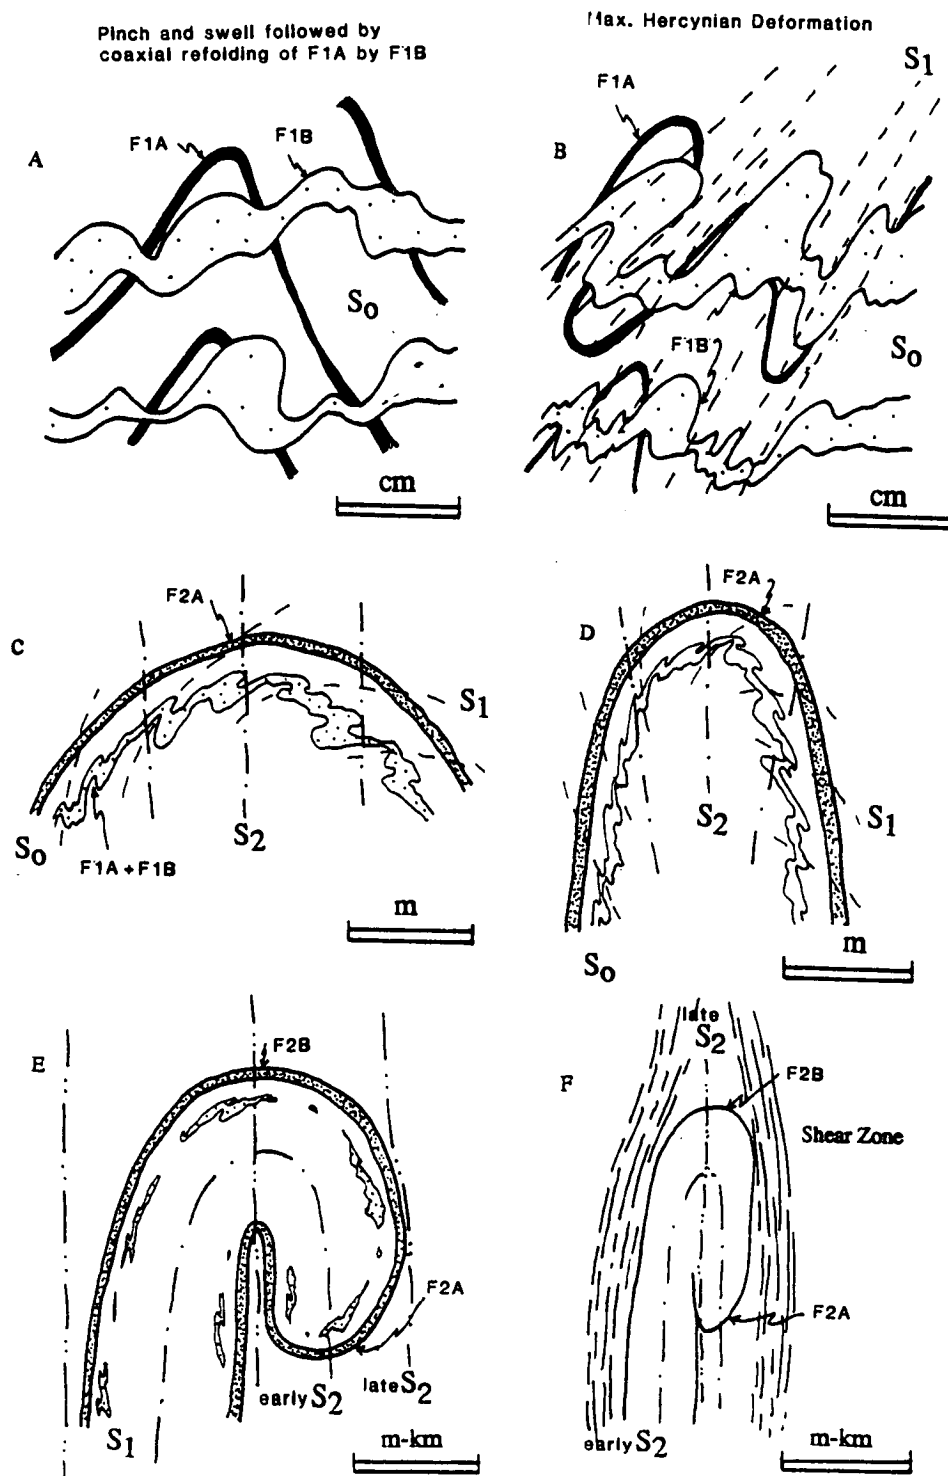 Pinch and swell followed by
coaxial refolding of F1A by F1B
Max. Hercynian Deformation
A
F1A
F1B
So
cm
B
F1A
S1
F1B
So
cm
C
F2A
S1
So
S2
F1A + F1B
m
D
F2A
S2
S1
So
m
E
F2B
F2A
early S2
late S2
S1
m-km
F
late
S2
F2B
Shear Zone
F2A
early S2
m-km